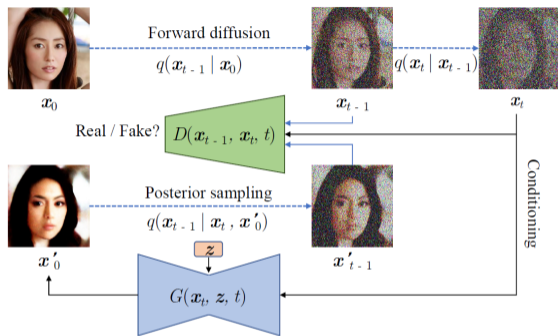 Forward diffusion
q(x_{t-1} | x_0)
q(x_t | x_{t-1})
x_0
x_{t-1}
x_t
Real / Fake?
D(x_{t-1}, x_t, t)
Conditioning
Posterior sampling
q(x_{t-1} | x_t, x'_0)
x'_0
z
x'_{t-1}
G(x_t, z, t)